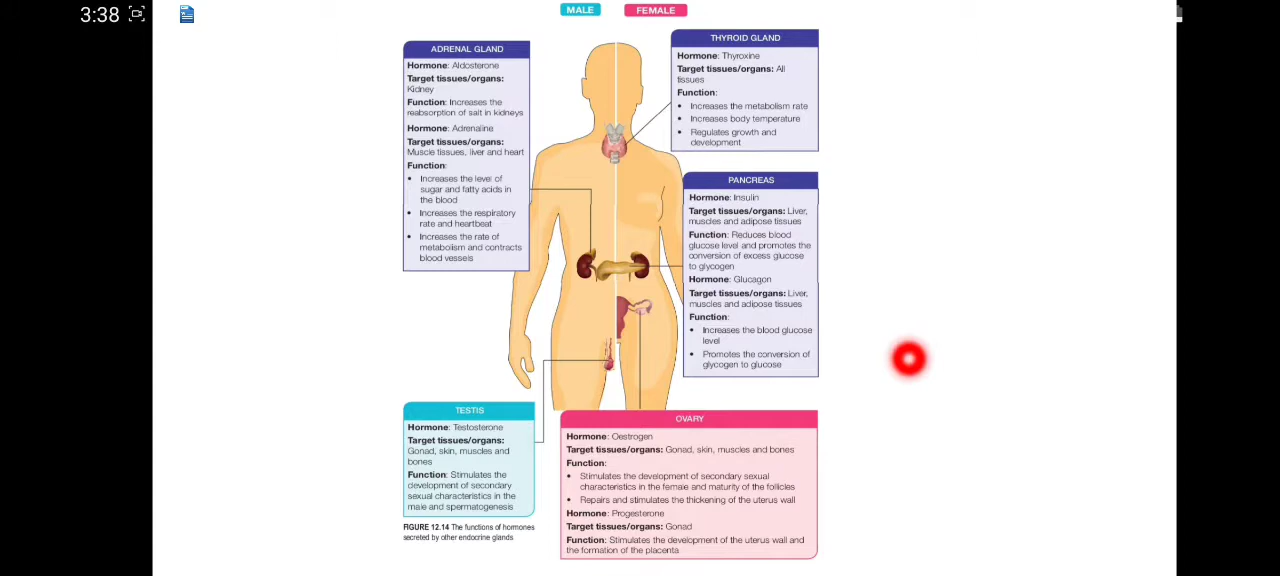 3:38
MALE
FEMALE
ADRENAL GLAND
Hormone: Aldosterone
Target tissues/organs:
Kidney
Function: Increases the
reabsorption of salt in kidneys
Hormone: Adrenaline
Target tissues/organs:
Muscle tissues, liver and heart
Function:
• Increases the level of
sugar and fatty acids in
the blood
• Increases the respiratory
rate and heartbeat
• Increases the rate of
metabolism and contracts
blood vessels
THYROID GLAND
Hormone: Thyroxine
Target tissues/organs: All
tissues
Function:
• Increases the metabolism rate
• Increases body temperature
• Regulates growth and
development
PANCREAS
Hormone: Insulin
Target tissues/organs: Liver,
muscles and adipose tissues
Function: Reduces blood
glucose level and promotes the
conversion of excess glucose
to glycogen
Hormone: Glucagon
Target tissues/organs: Liver,
muscles and adipose tissues
Function:
• Increases the blood glucose
level
• Promotes the conversion of
glycogen to glucose
TESTIS
Hormone: Testosterone
Target tissues/organs:
Gonad, skin, muscles and
bones
Function: Stimulates the
development of secondary
sexual characteristics in the
male and spermatogenesis
FIGURE 12.14 The functions of hormones
secreted by other endocrine glands
OVARY
Hormone: Oestrogen
Target tissues/organs: Gonad, skin, muscles and bones
Function:
• Stimulates the development of secondary sexual
characteristics in the female and maturity of the follicles
• Repairs and stimulates the thickening of the uterus wall
Hormone: Progesterone
Target tissues/organs: Gonad
Function: Stimulates the development of the uterus wall and
the formation of the placenta